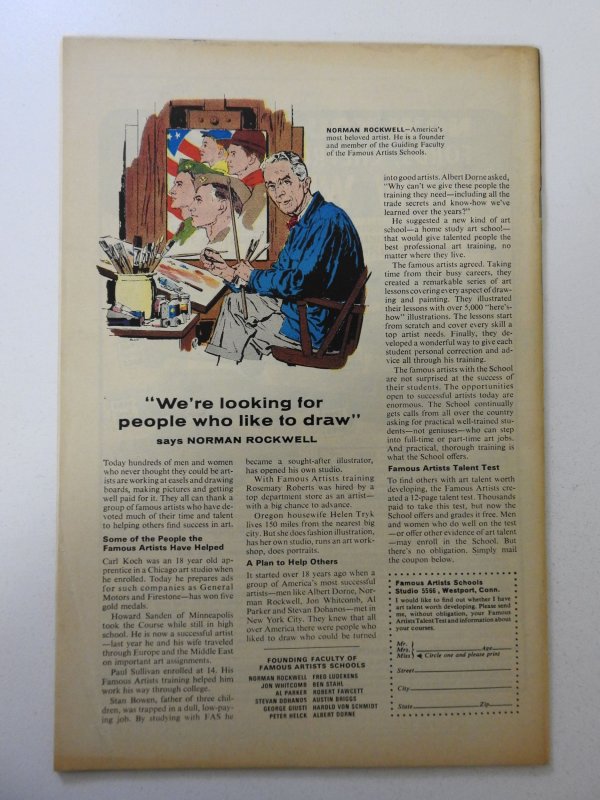 NORMAN ROCKWELL—America's
most beloved artist. He is a founder
and member of the Guiding Faculty
of the Famous Artists Schools.
"We're looking for
people who like to draw"
says NORMAN ROCKWELL
Today hundreds of men and women
who never thought they could be art-
ists are working at easels and drawing
boards, making pictures and getting
well paid for it. They all can thank a
group of famous artists who have de-
voted much of their time and talent
to helping others find success in art.
Some of the People the
Famous Artists Have Helped
Carl Koch was an 18 year old ap-
prentice in a Chicago art studio when
he enrolled. Today he prepares ads
for such companies as General
Motors and Firestone—has won five
gold medals.
Howard Sanden of Minneapolis
took the Course while still in high
school. He is now a successful artist
—last year he and his wife traveled
through Europe and the Middle East
on important art assignments.
Paul Sullivan enrolled at 14. His
Famous Artists training helped him
work his way through college.
Stan Bowen, father of three chil-
dren, was trapped in a dull, low-pay-
ing job. By studying with FAS he
became a sought-after illustrator,
has opened his own studio.
With Famous Artists training
Rosemary Roberts was hired by a
top department store as an artist—
with a big chance to advance.
Oregon housewife Helen Tryk
lives 150 miles from the nearest big
city. But she does fashion illustration,
has her own studio, runs an art work-
shop, does portraits.
A Plan to Help Others
It started over 18 years ago when a
group of America's most successful
artists—men like Albert Dorne, Nor-
man Rockwell, Jon Whitcomb, Al
Parker and Stevan Dohanos—met in
New York City. They knew that all
over America there were people who
liked to draw who could be turned
FOUNDING FACULTY OF
FAMOUS ARTISTS SCHOOLS
NORMAN ROCKWELL FRED LUDEKENS
JON WHITCOMB BEN STAHL
AL PARKER ROBERT FAWCETT
STEVAN DOHANOS AUSTIN BRIGGS
GEORGE GIUSTI HAROLD VON SCHMIDT
PETER HELCK ALBERT DORNE
into good artists. Albert Dorne asked,
"Why can't we give these people the
training they need—including all the
trade secrets and know-how we've
learned over the years?"
He suggested a new kind of art
school—a home study art school—
that would give talented people the
best professional art training, no
matter where they live.
The famous artists agreed. Taking
time from their busy careers, they
created a remarkable series of art
lessons covering every aspect of draw-
ing and painting. They illustrated
their lessons with over 5,000 "here's-
how" illustrations. The lessons start
from scratch and cover every skill a
top artist needs. Finally, they de-
veloped a wonderful way to give each
student personal correction and ad-
vice all through his training.
The famous artists with the School
are not surprised at the success of
their students. The opportunities
open to successful artists today are
enormous. The School continually
gets calls from all over the country
asking for practical well-trained stu-
dents—not geniuses—who can step
into full-time or part-time art jobs.
And practical, thorough training is
what the School offers.
Famous Artists Talent Test
To find others with art talent worth
developing, the Famous Artists cre-
ated a 12-page talent test. Thousands
paid to take this test, but now the
School offers and grades it free. Men
and women who do well on the test
—or offer other evidence of art talent
—may enroll in the School. But
there's no obligation. Simply mail
the coupon below.
Famous Artists Schools
Studio 5566, Westport, Conn.
I would like to find out whether I have
art talent worth developing. Please send
me, without obligation, your Famous
Artists Talent Test and information about
your courses.
Mr.
Mrs. Age
Miss Circle one and please print
Street
City
State Zip